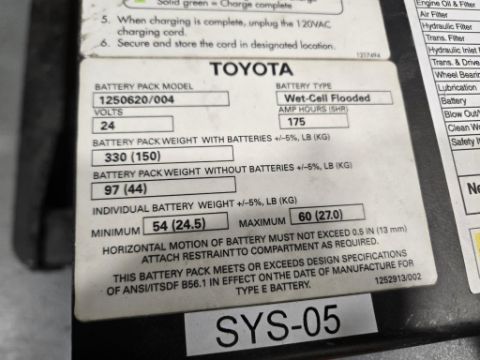 Solid green = Charge complete
5. When charging is complete, unplug the 120VAC
charging cord.
6. Secure and store the cord in designated location.
1217494
TOYOTA
BATTERY PACK MODEL
1250620/004
BATTERY TYPE
Wet-Cell Flooded
VOLTS
24
AMP HOURS (5HR)
175
BATTERY PACK WEIGHT WITH BATTERIES +/-5%, LB (KG)
330 (150)
BATTERY PACK WEIGHT WITHOUT BATTERIES +/-5%, LB (KG)
97 (44)
INDIVIDUAL BATTERY WEIGHT +/-5%, LB (KG)
MINIMUM 54 (24.5) MAXIMUM 60 (27.0)
HORIZONTAL MOTION OF BATTERY MUST NOT EXCEED 0.5 IN (13 mm)
ATTACH RESTRAINT TO COMPARTMENT AS REQUIRED.
THIS BATTERY PACK MEETS OR EXCEEDS DESIGN SPECIFICATIONS
OF ANSI/ITSDF B56.1 IN EFFECT ON THE DATE OF MANUFACTURE FOR
TYPE E BATTERY.
1252913/002
SYS-05
Engine Oil & Filter
Air Filter
Hydraulic Filter
Trans. Filter
Hydraulic Inlet
Trans. & Drive
Wheel Bearin
Lubrication
Battery
Blow Out/
Clean W
Safety I
Ne